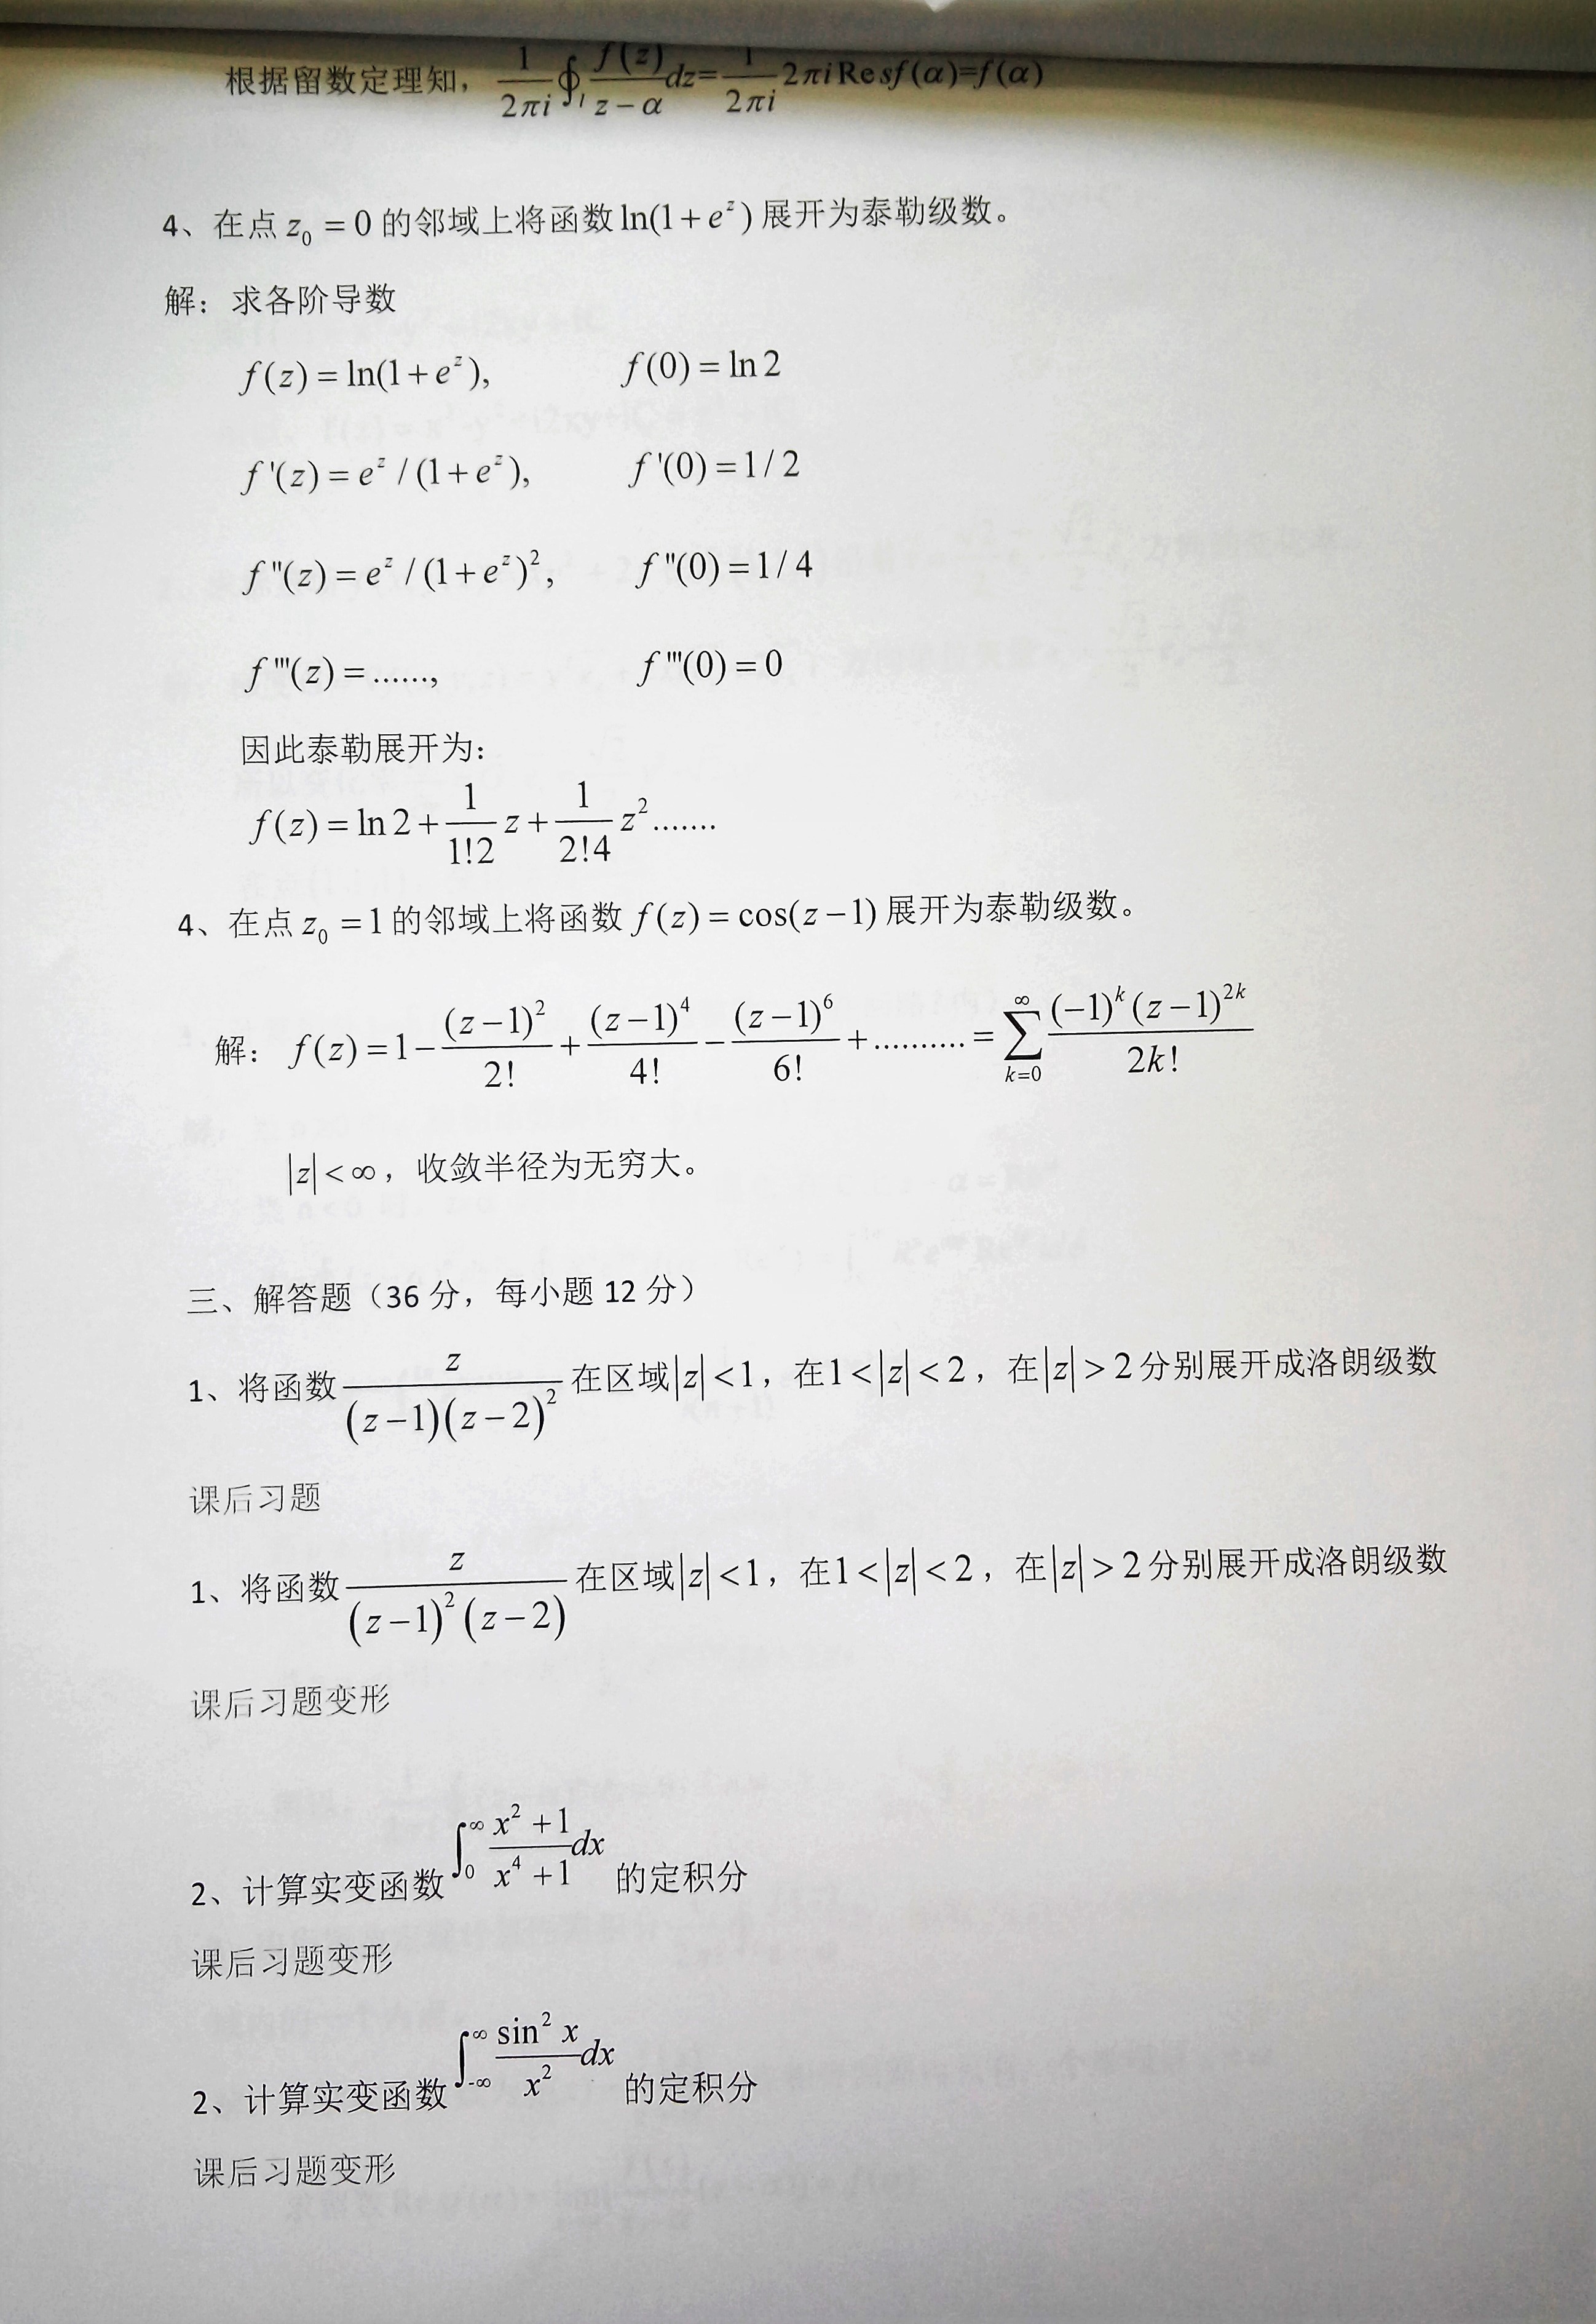 根据留数定理知，$\frac{1}{2\pi i}\oint_l \frac{f(z)}{z-\alpha}dz=\frac{1}{2\pi i}2\pi i\,\mathrm{Res}f(\alpha)=f(\alpha)$
4、在点 $z_0=0$ 的邻域上将函数 $\ln(1+e^z)$ 展开为泰勒级数。
解：求各阶导数
$f(z)=\ln(1+e^z),\quad f(0)=\ln 2$
$f'(z)=e^z/(1+e^z),\quad f'(0)=1/2$
$f''(z)=e^z/(1+e^z)^2,\quad f''(0)=1/4$
$f'''(z)=......,\quad f'''(0)=0$
因此泰勒展开为：
$f(z)=\ln 2+\frac{1}{1!2}z+\frac{1}{2!4}z^2.......$
4、在点 $z_0=1$ 的邻域上将函数 $f(z)=\cos(z-1)$ 展开为泰勒级数。
解：$f(z)=1-\frac{(z-1)^2}{2!}+\frac{(z-1)^4}{4!}-\frac{(z-1)^6}{6!}+..........=\sum_{k=0}^{\infty}\frac{(-1)^k(z-1)^{2k}}{2k!}$
$|z|<\infty$，收敛半径为无穷大。
三、解答题（36 分，每小题 12 分）
1、将函数 $\frac{z}{(z-1)(z-2)^2}$ 在区域 $|z|<1$，在 $1<|z|<2$，在 $|z|>2$ 分别展开成洛朗级数
课后习题
1、将函数 $\frac{z}{(z-1)^2(z-2)}$ 在区域 $|z|<1$，在 $1<|z|<2$，在 $|z|>2$ 分别展开成洛朗级数
课后习题变形
2、计算实变函数 $\int_0^{\infty}\frac{x^2+1}{x^4+1}dx$ 的定积分
课后习题变形
2、计算实变函数 $\int_{-\infty}^{\infty}\frac{\sin^2 x}{x^2}dx$ 的定积分
课后习题变形